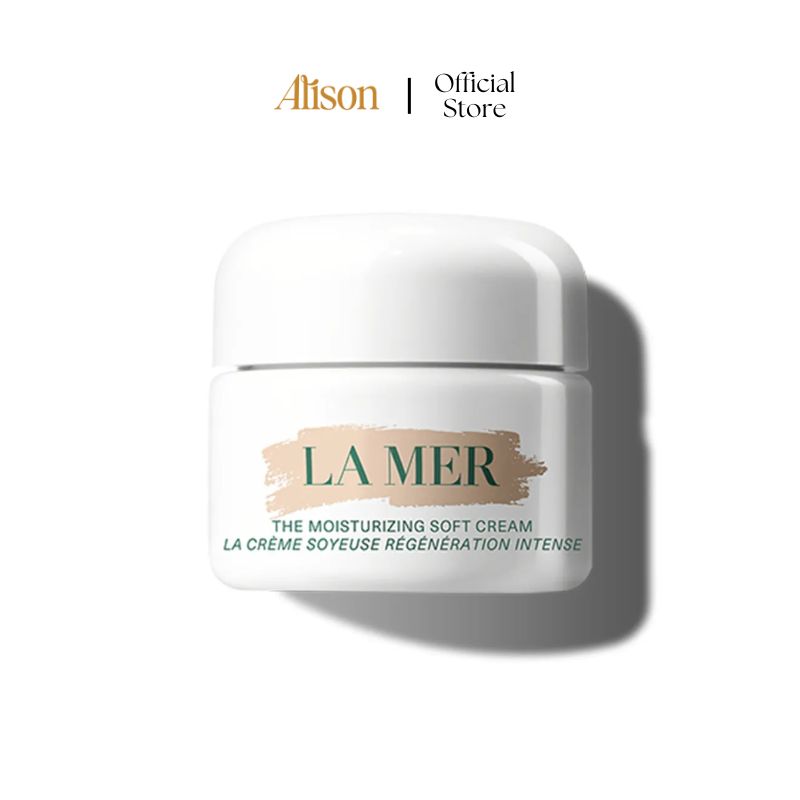 Alison | Official
Store
LA MER
THE MOISTURIZING SOFT CREAM
LA CRÈME SOYEUSE RÉGÉNÉRATION INTENSE